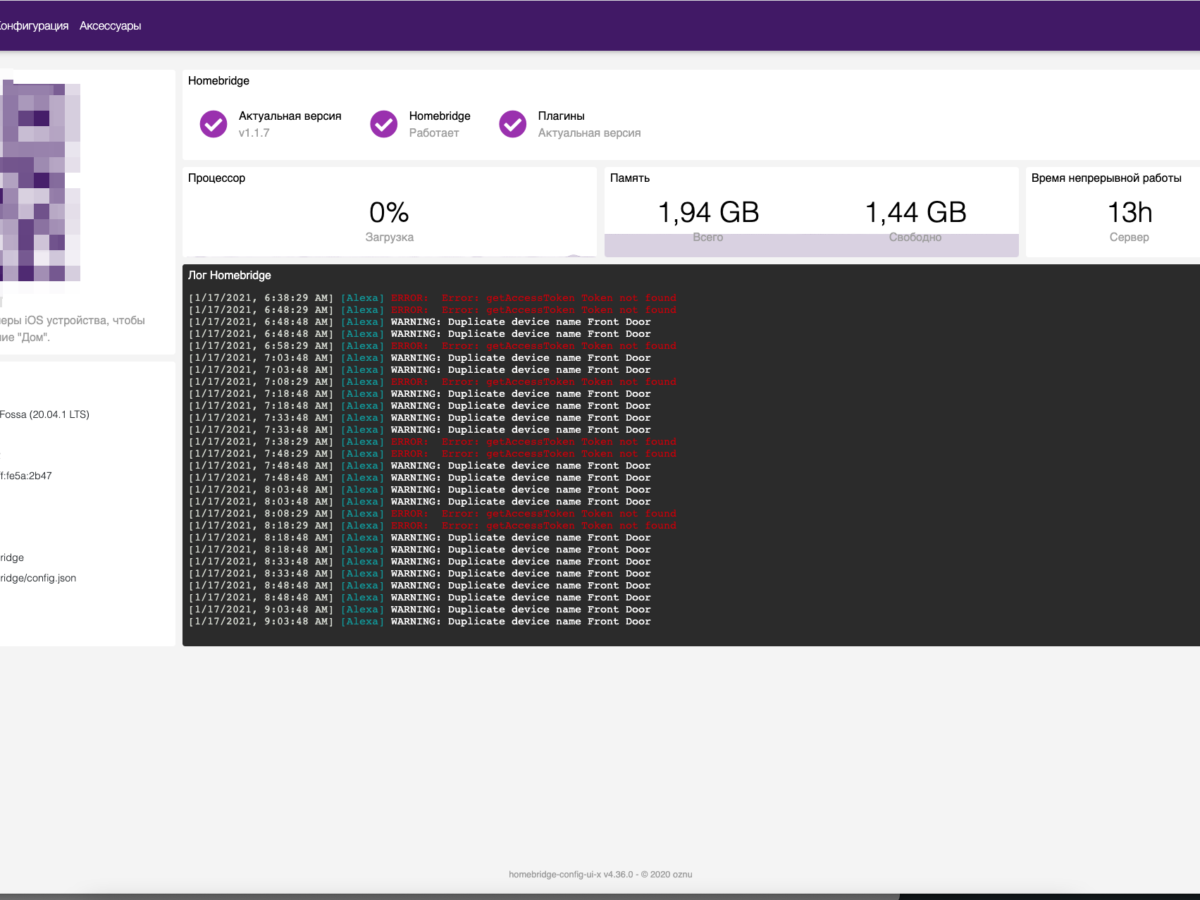 Конфигурация Аксессуары
Homebridge
Актуальная версия
v1.1.7
Homebridge
Работает
Плагины
Актуальная версия
Процессор
0%
Загрузка
Память
1,94 GB
Всего
1,44 GB
Свободно
Время непрерывной работы
13h
Сервер
iOS устройства, чтобы
"Дом".
Fossa (20.04.1 LTS)
f:fe5a:2b47
ridge
ridge/config.json
Лог Homebridge
[1/17/2021, 6:38:29 AM] [Alexa] ERROR: Error: getAccessToken Token not found
[1/17/2021, 6:48:29 AM] [Alexa] ERROR: Error: getAccessToken Token not found
[1/17/2021, 6:48:48 AM] [Alexa] WARNING: Duplicate device name Front Door
[1/17/2021, 6:48:48 AM] [Alexa] WARNING: Duplicate device name Front Door
[1/17/2021, 6:58:29 AM] [Alexa] ERROR: Error: getAccessToken Token not found
[1/17/2021, 7:03:48 AM] [Alexa] WARNING: Duplicate device name Front Door
[1/17/2021, 7:03:48 AM] [Alexa] WARNING: Duplicate device name Front Door
[1/17/2021, 7:08:29 AM] [Alexa] ERROR: Error: getAccessToken Token not found
[1/17/2021, 7:18:48 AM] [Alexa] WARNING: Duplicate device name Front Door
[1/17/2021, 7:18:48 AM] [Alexa] WARNING: Duplicate device name Front Door
[1/17/2021, 7:33:48 AM] [Alexa] WARNING: Duplicate device name Front Door
[1/17/2021, 7:33:48 AM] [Alexa] WARNING: Duplicate device name Front Door
[1/17/2021, 7:38:29 AM] [Alexa] ERROR: Error: getAccessToken Token not found
[1/17/2021, 7:48:29 AM] [Alexa] ERROR: Error: getAccessToken Token not found
[1/17/2021, 7:48:48 AM] [Alexa] WARNING: Duplicate device name Front Door
[1/17/2021, 7:48:48 AM] [Alexa] WARNING: Duplicate device name Front Door
[1/17/2021, 8:03:48 AM] [Alexa] WARNING: Duplicate device name Front Door
[1/17/2021, 8:03:48 AM] [Alexa] WARNING: Duplicate device name Front Door
[1/17/2021, 8:08:29 AM] [Alexa] ERROR: Error: getAccessToken Token not found
[1/17/2021, 8:18:29 AM] [Alexa] ERROR: Error: getAccessToken Token not found
[1/17/2021, 8:18:48 AM] [Alexa] WARNING: Duplicate device name Front Door
[1/17/2021, 8:18:48 AM] [Alexa] WARNING: Duplicate device name Front Door
[1/17/2021, 8:33:48 AM] [Alexa] WARNING: Duplicate device name Front Door
[1/17/2021, 8:33:48 AM] [Alexa] WARNING: Duplicate device name Front Door
[1/17/2021, 8:48:48 AM] [Alexa] WARNING: Duplicate device name Front Door
[1/17/2021, 8:48:48 AM] [Alexa] WARNING: Duplicate device name Front Door
[1/17/2021, 9:03:48 AM] [Alexa] WARNING: Duplicate device name Front Door
[1/17/2021, 9:03:48 AM] [Alexa] WARNING: Duplicate device name Front Door
homebridge-config-ui-x v4.36.0 - © 2020 oznu